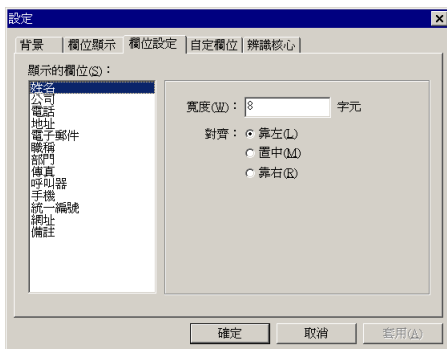 設定
背景 欄位顯示 欄位設定 自定欄位 辨識核心
顯示的欄位(S)：
姓名
公司
電話
地址
電子郵件
職稱
部門
傳真
呼叫器
手機
統一編號
網址
備註
寬度(W)： 8 字元
對齊： 靠左(L)
置中(M)
靠右(R)
確定 取消 套用(A)